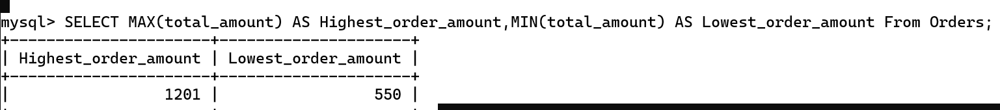 mysql> SELECT MAX(total_amount) AS Highest_order_amount,MIN(total_amount) AS Lowest_order_amount From Orders;
+----------------------+---------------------+
| Highest_order_amount | Lowest_order_amount |
+----------------------+---------------------+
|                 1201 |                 550 |